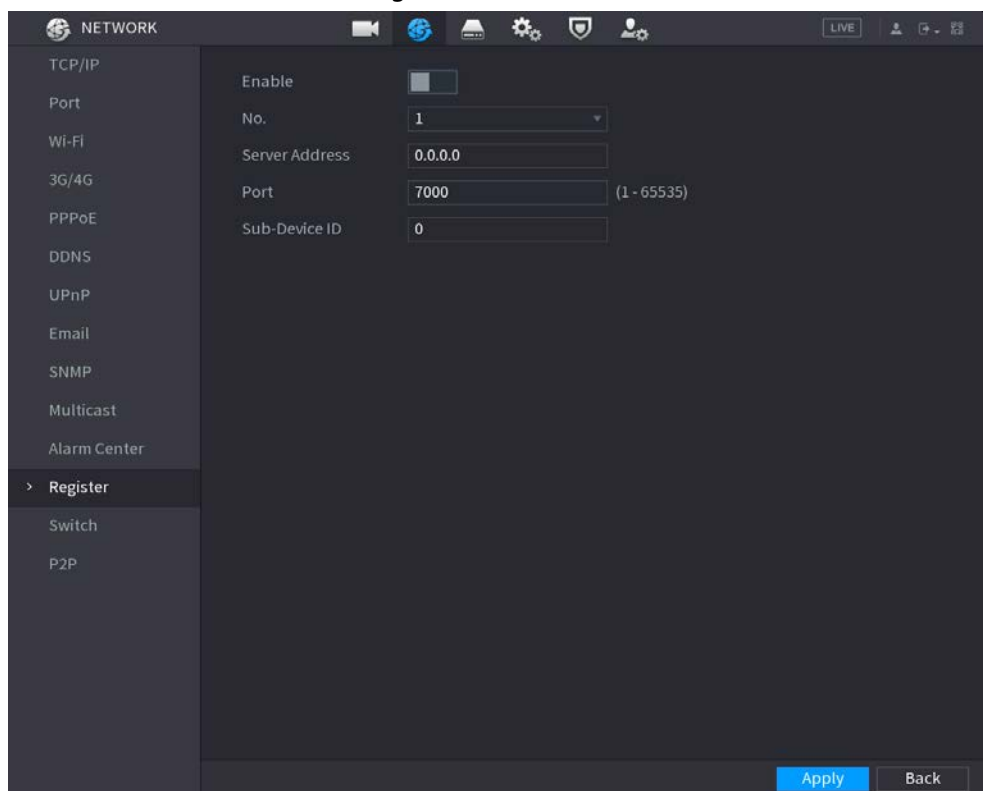 NETWORK
LIVE
TCP/IP
Port
Wi-Fi
3G/4G
PPPoE
DDNS
UPnP
Email
SNMP
Multicast
Alarm Center
> Register
Switch
P2P
Enable
No. 1
Server Address 0.0.0.0
Port 7000 (1 - 65535)
Sub-Device ID 0
Apply Back